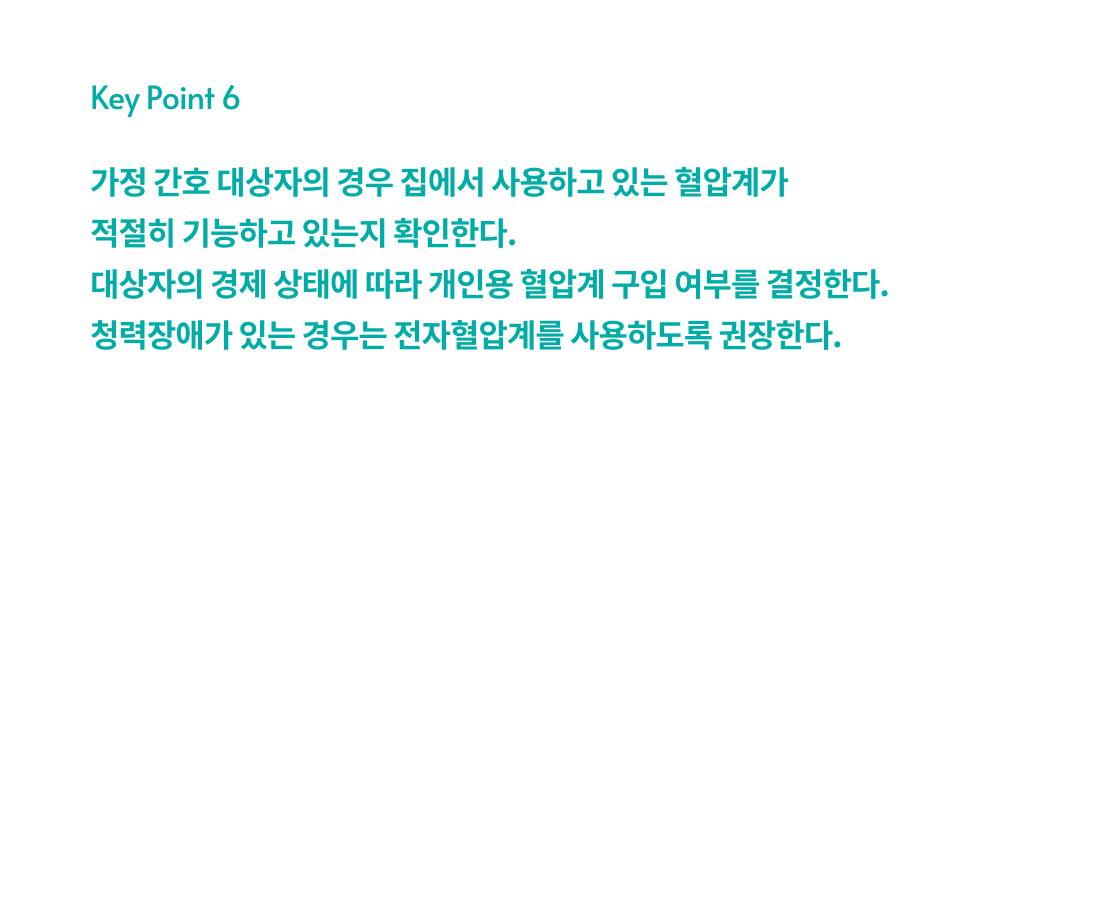 Key Point 6
가정 간호 대상자의 경우 집에서 사용하고 있는 혈압계가
적절히 기능하고 있는지 확인한다.
대상자의 경제 상태에 따라 개인용 혈압계 구입 여부를 결정한다.
청력장애가 있는 경우는 전자혈압계를 사용하도록 권장한다.